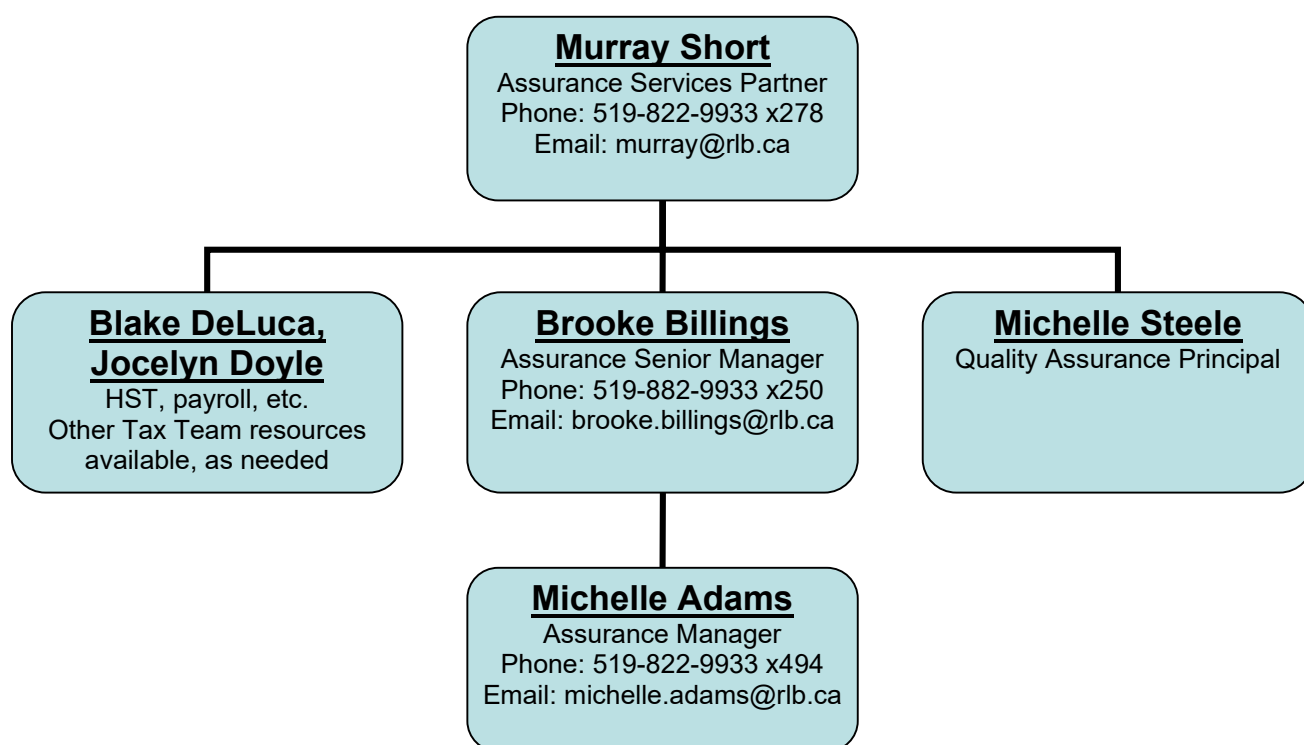 Murray Short
Assurance Services Partner
Phone: 519-822-9933 x278
Email: murray@rlb.ca
Blake DeLuca,
Jocelyn Doyle
HST, payroll, etc.
Other Tax Team resources
available, as needed
Brooke Billings
Assurance Senior Manager
Phone: 519-882-9933 x250
Email: brooke.billings@rlb.ca
Michelle Steele
Quality Assurance Principal
Michelle Adams
Assurance Manager
Phone: 519-822-9933 x494
Email: michelle.adams@rlb.ca